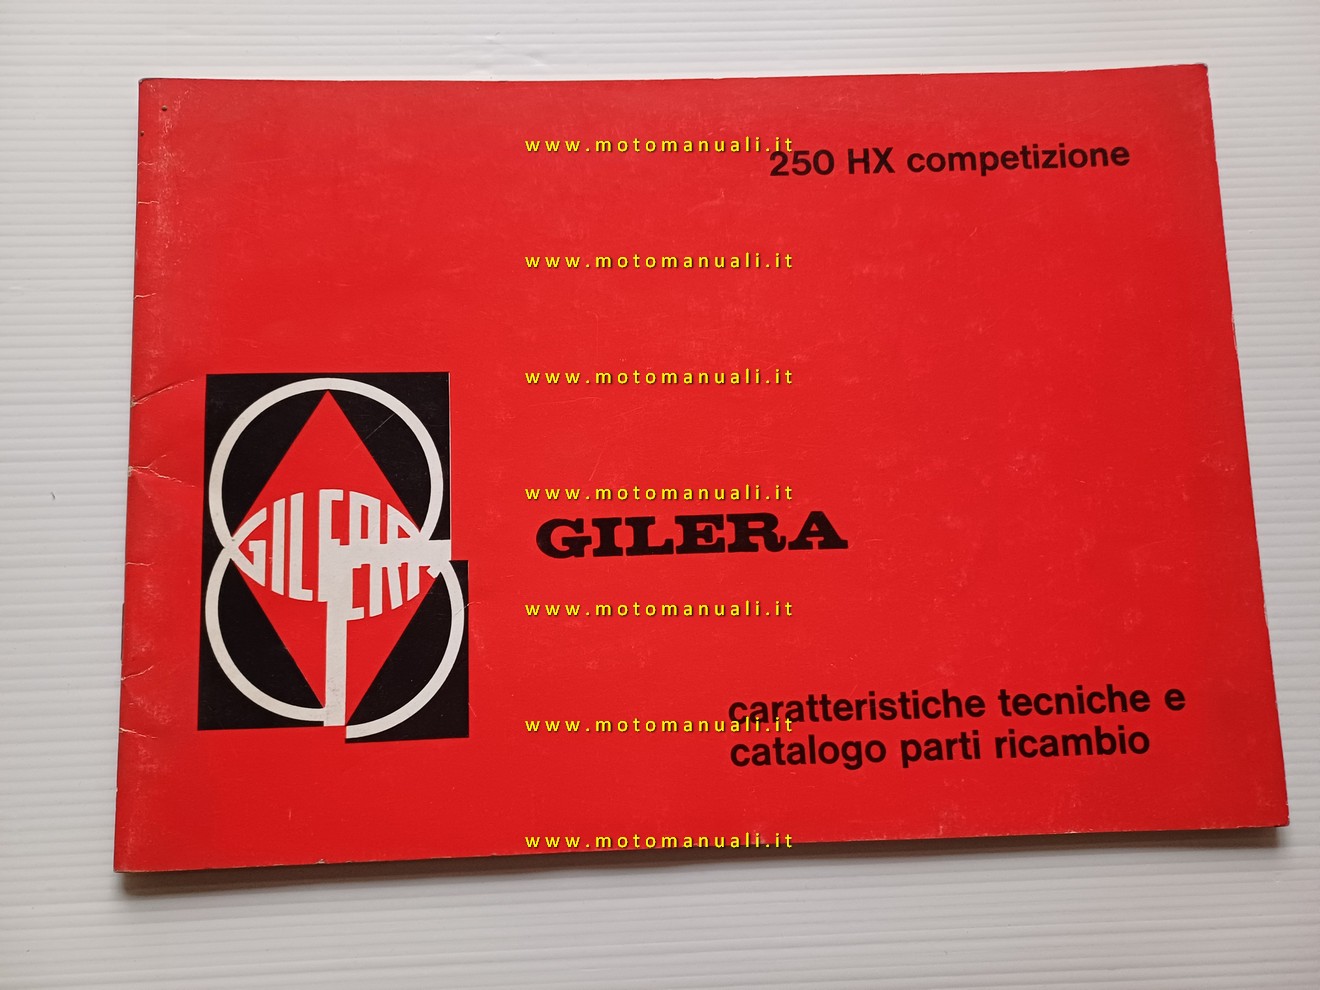 www.motomanuali.it
250 HX competizione
www.motomanuali.it
www.motomanuali.it
GILERA
www.motomanuali.it
GILERA
www.motomanuali.it
caratteristiche tecniche e
www.motomanuali.it
catalogo parti ricambio
www.motomanuali.it